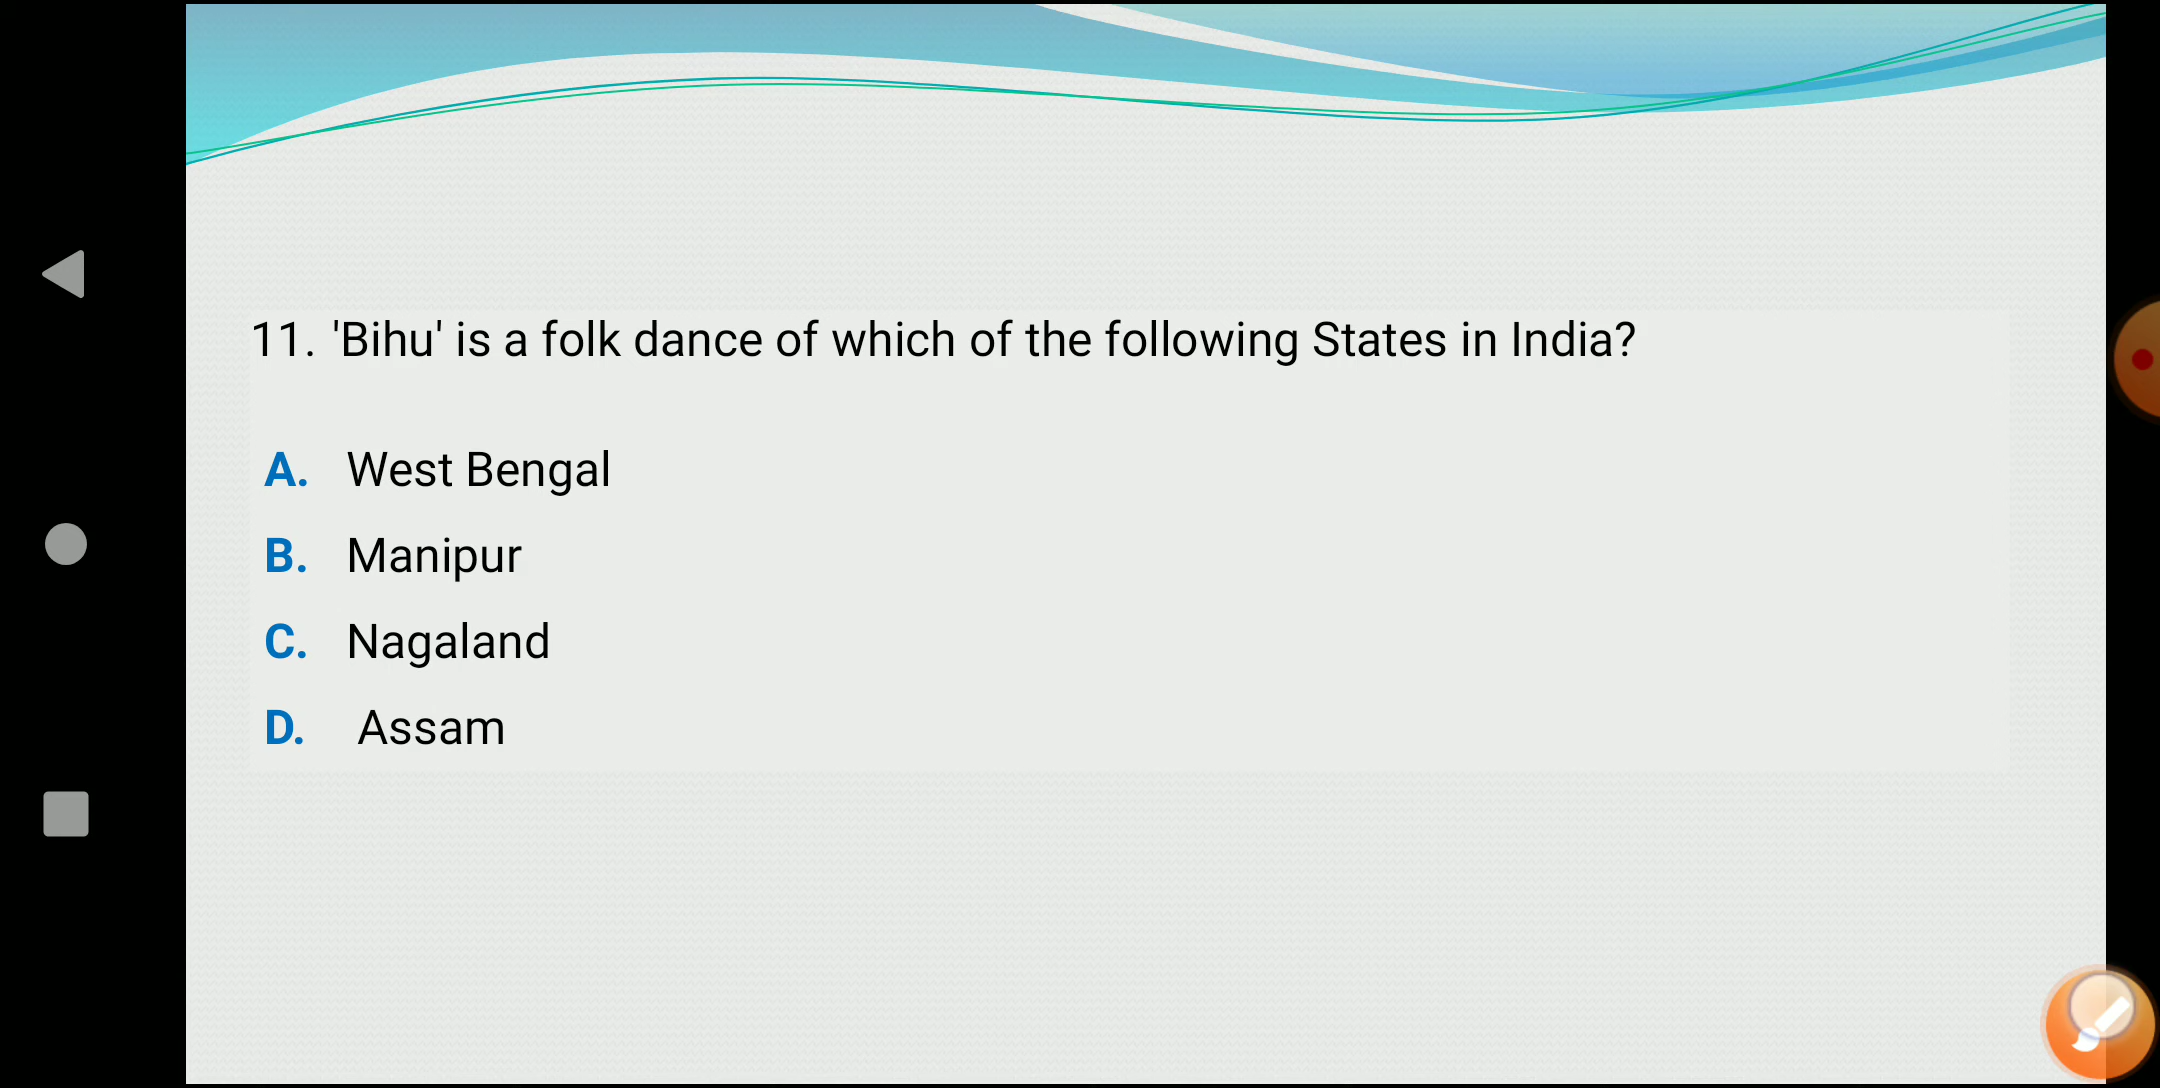 11. 'Bihu' is a folk dance of which of the following States in India?
A. West Bengal
B. Manipur
C. Nagaland
D. Assam